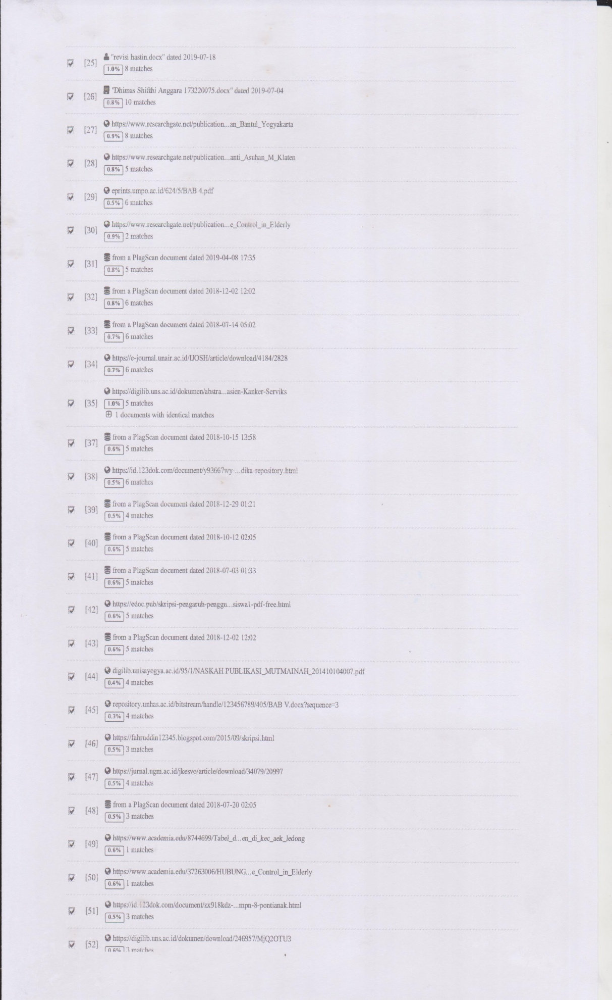 [25] "revisi hastin.docx" dated 2019-07-18
1.0% 8 matches
[26] "Dhimas Shifthi Anggara 173220075.docx" dated 2019-07-04
0.8% 10 matches
[27] https://www.researchgate.net/publication...an_Bantul_Yogyakarta
0.9% 8 matches
[28] https://www.researchgate.net/publication...anti_Asuhan_M_Klaten
0.8% 5 matches
[29] eprints.umpo.ac.id/624/5/BAB 4.pdf
0.5% 6 matches
[30] https://www.researchgate.net/publication...e_Control_in_Elderly
0.9% 2 matches
[31] from a PlagScan document dated 2019-04-08 17:35
0.8% 5 matches
[32] from a PlagScan document dated 2018-12-02 12:02
0.8% 6 matches
[33] from a PlagScan document dated 2018-07-14 05:02
0.7% 6 matches
[34] https://e-journal.unair.ac.id/IJOSH/article/download/4184/2828
0.7% 6 matches
https://digilib.uns.ac.id/dokumen/abstra...asien-Kanker-Serviks
[35] 1.0% 5 matches
1 documents with identical matches
[37] from a PlagScan document dated 2018-10-15 13:58
0.6% 5 matches
[38] https://id.123dok.com/document/y93667wy-...dika-repository.html
0.5% 6 matches
[39] from a PlagScan document dated 2018-12-29 01:21
0.5% 4 matches
[40] from a PlagScan document dated 2018-10-12 02:05
0.6% 5 matches
[41] from a PlagScan document dated 2018-07-03 01:33
0.6% 5 matches
[42] https://edoc.pub/skripsi-pengaruh-penggu...siswa1-pdf-free.html
0.6% 5 matches
[43] from a PlagScan document dated 2018-12-02 12:02
0.6% 5 matches
[44] digilib.unisayogya.ac.id/95/1/NASKAH PUBLIKASI_MUTMAINAH_201410104007.pdf
0.4% 4 matches
[45] repository.unhas.ac.id/bitstream/handle/123456789/405/BAB V.docx?sequence=3
0.3% 4 matches
[46] https://fahruddin12345.blogspot.com/2015/09/skripsi.html
0.5% 3 matches
[47] https://jurnal.ugm.ac.id/jkesvo/article/download/34079/20997
0.5% 4 matches
[48] from a PlagScan document dated 2018-07-20 02:05
0.5% 3 matches
[49] https://www.academia.edu/8744699/Tabel_d...en_di_kec_aek_ledong
0.6% 1 matches
[50] https://www.academia.edu/37263006/HUBUNG...e_Control_in_Elderly
0.6% 1 matches
[51] https://id.123dok.com/document/zx918kdz-...mpn-8-pontianak.html
0.5% 3 matches
[52] https://digilib.uns.ac.id/dokumen/download/246957/MjQ2OTU3
0.6% 3 matches